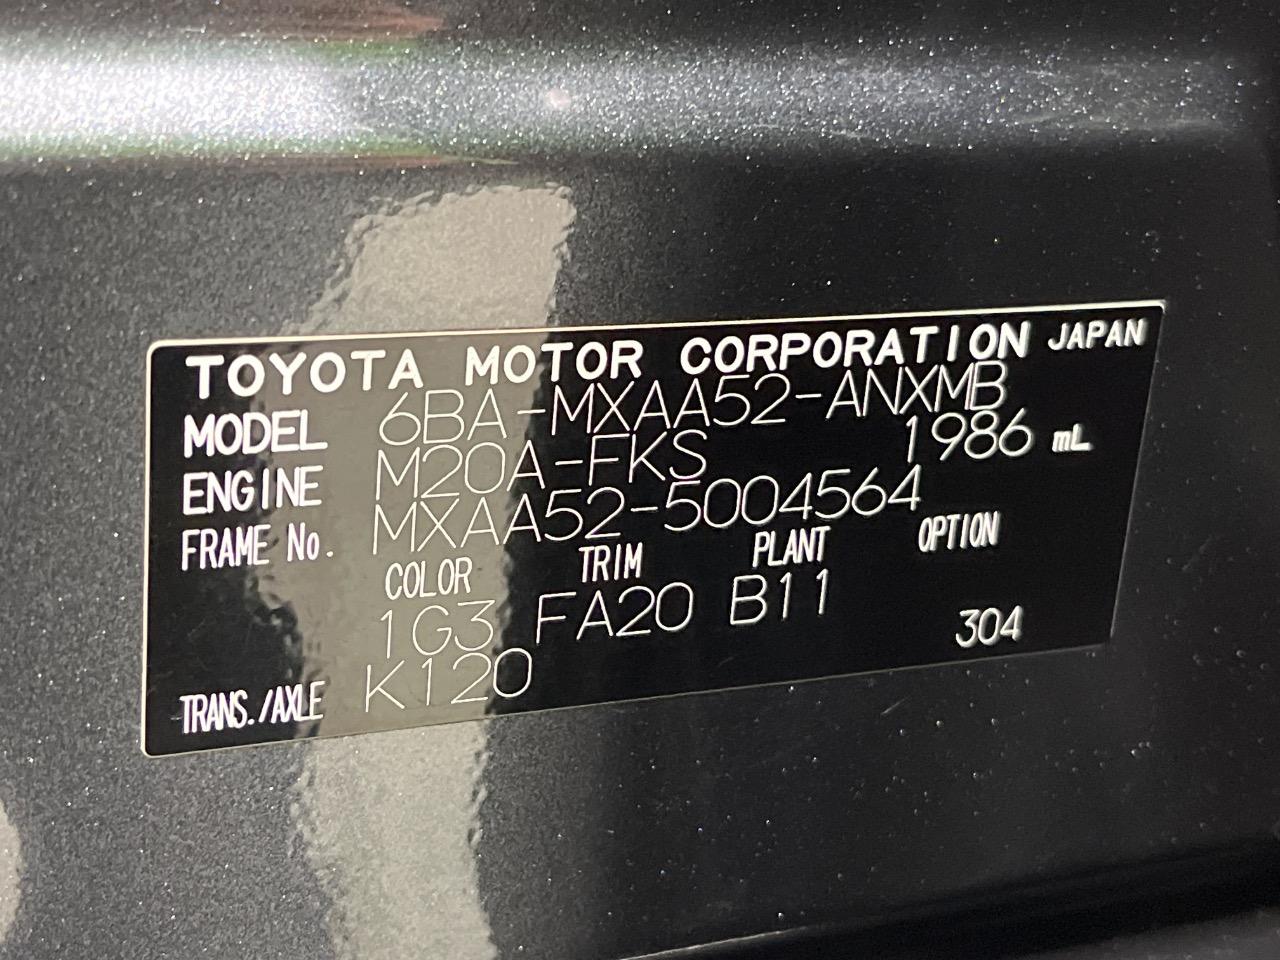 TOYOTA MOTOR CORPORATION JAPAN
MODEL 6BA-MXAA52-ANXMB
ENGINE M20A-FKS 1986 mL
FRAME No. MXAA52-5004564
COLOR TRIM PLANT OPTION
1G3 FA20 B11 304
TRANS./AXLE K120